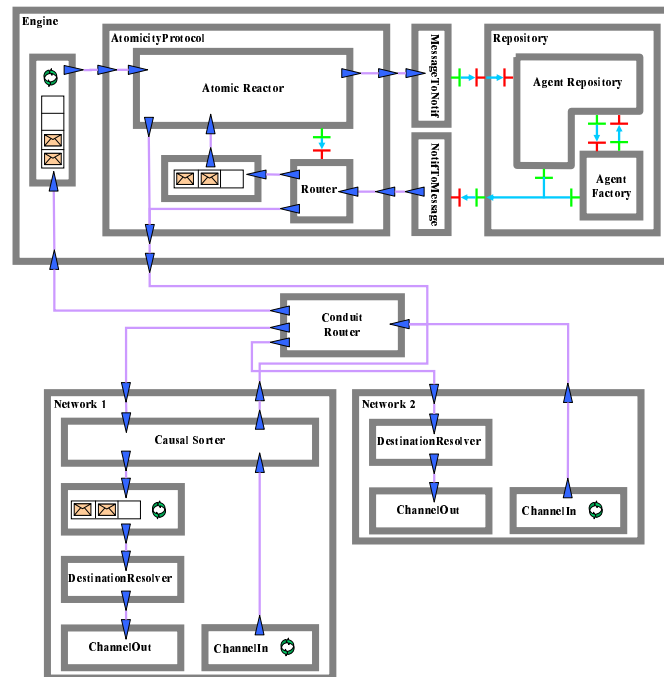 Engine
AtomicityProtocol
Atomic Reactor
MessageToNotif
Repository
Agent Repository
Router
NotifToMessage
Agent
Factory
Conduit
Router
Network 1
Causal Sorter
DestinationResolver
ChannelOut
ChannelIn
Network 2
DestinationResolver
ChannelOut
ChannelIn